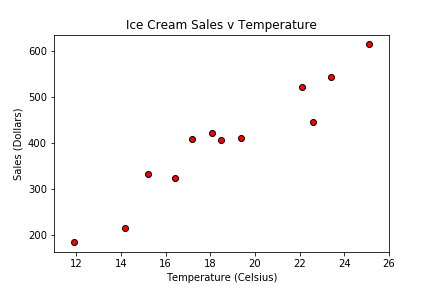 Ice Cream Sales v Temperature
600
500
400
300
200
Sales (Dollars)
12 14 16 18 20 22 24 26
Temperature (Celsius)